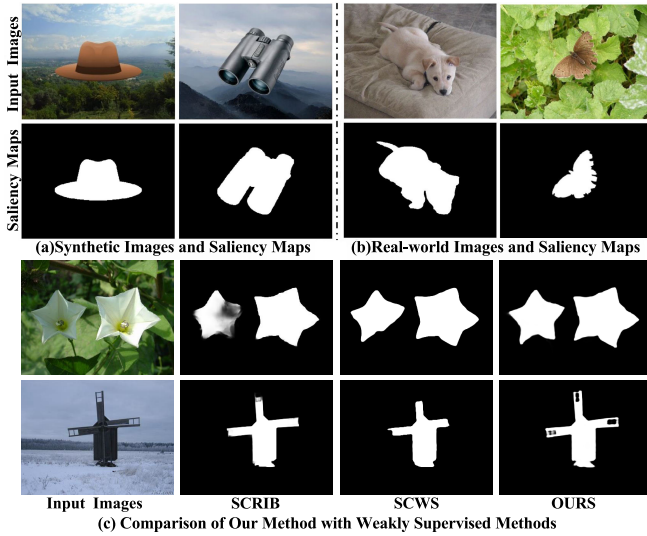 Input Images
Saliency Maps
(a)Synthetic Images and Saliency Maps
(b)Real-world Images and Saliency Maps
Input Images
SCRIB
SCWS
OURS
(c) Comparison of Our Method with Weakly Supervised Methods